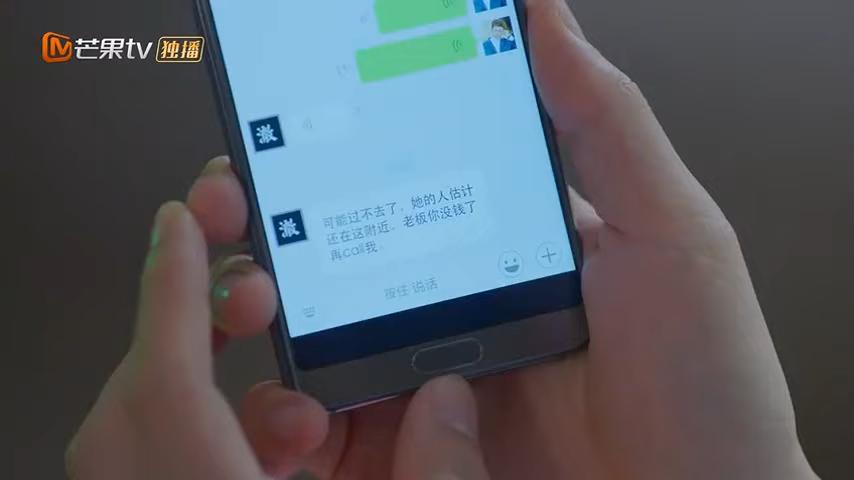 芒果tv 独播
激
激
可能过不去了，她的人估计
还在这附近。老板你没钱了
再call我。
按住 说话